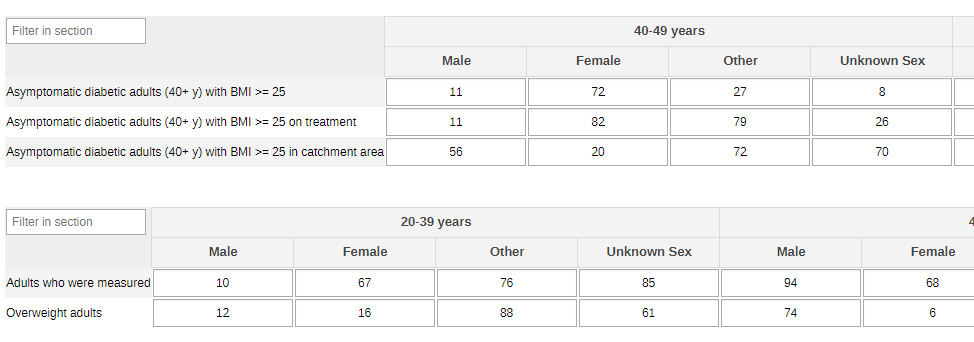 Filter in section 40-49 years
Male Female Other Unknown Sex
Asymptomatic diabetic adults (40+ y) with BMI >= 25 11 72 27 8
Asymptomatic diabetic adults (40+ y) with BMI >= 25 on treatment 11 82 79 26
Asymptomatic diabetic adults (40+ y) with BMI >= 25 in catchment area 56 20 72 70
Filter in section 20-39 years 4
Male Female Other Unknown Sex Male Female
Adults who were measured 10 67 76 85 94 68
Overweight adults 12 16 88 61 74 6